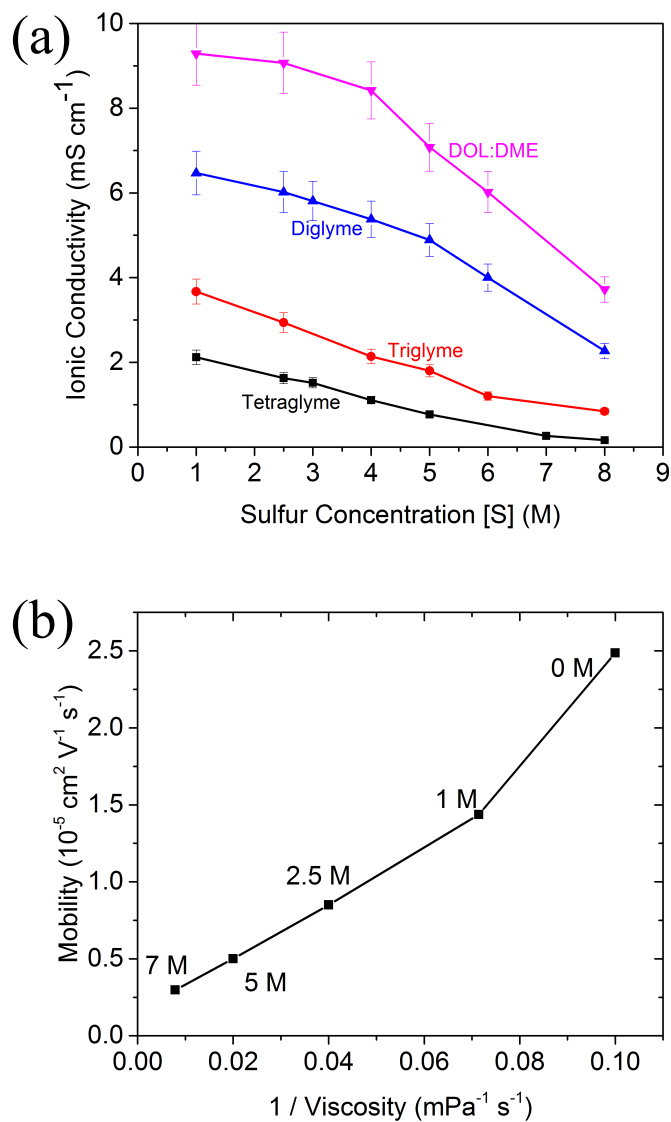 (a)
10
8
6
4
2
0
Ionic Conductivity (mS cm⁻¹)
DOL:DME
Diglyme
Triglyme
Tetraglyme
0 1 2 3 4 5 6 7 8 9
Sulfur Concentration [S] (M)
(b)
2.5
2.0
1.5
1.0
0.5
0.0
Mobility (10⁻⁵ cm² V⁻¹ s⁻¹)
0 M
1 M
2.5 M
7 M
5 M
0.00 0.02 0.04 0.06 0.08 0.10
1 / Viscosity (mPa⁻¹ s⁻¹)